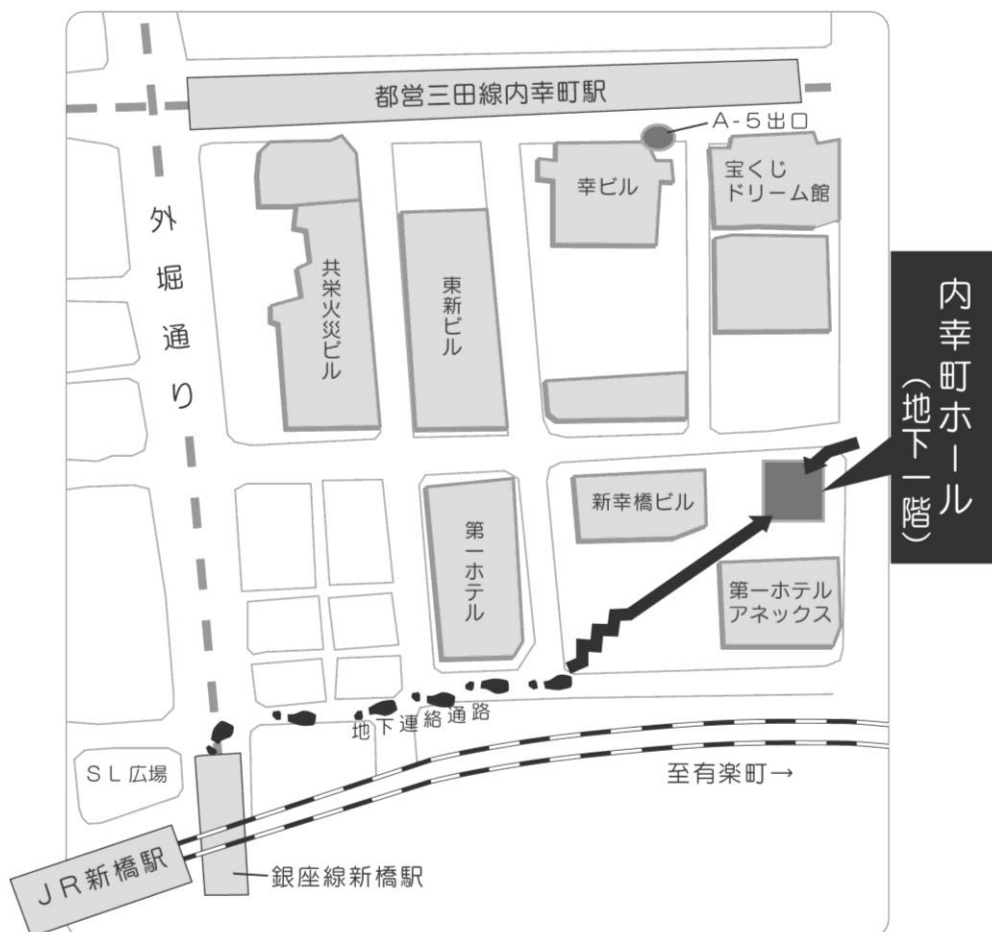 都営三田線内幸町駅
A-5出口
宝くじ
ドリーム館
幸ビル
外堀通り
共栄火災ビル
東新ビル
内幸町ホール
（地下一階）
新幸橋ビル
第一ホテル
第一ホテル
アネックス
地下連絡通路
ＳＬ広場
至有楽町→
ＪＲ新橋駅
銀座線新橋駅